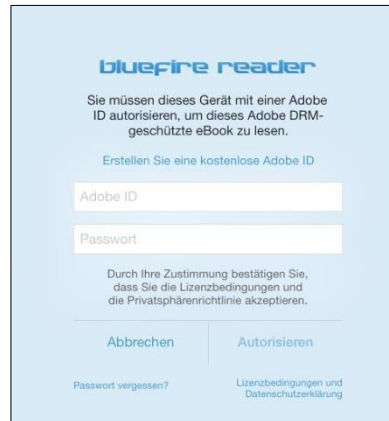 bluefire reader
Sie müssen dieses Gerät mit einer Adobe
ID autorisieren, um dieses Adobe DRM-
geschützte eBook zu lesen.
Erstellen Sie eine kostenlose Adobe ID
Adobe ID
Passwort
Durch Ihre Zustimmung bestätigen Sie,
dass Sie die Lizenzbedingungen und
die Privatsphärenrichtlinie akzeptieren.
Abbrechen Autorisieren
Passwort vergessen? Lizenzbedingungen und
Datenschutzerklärung